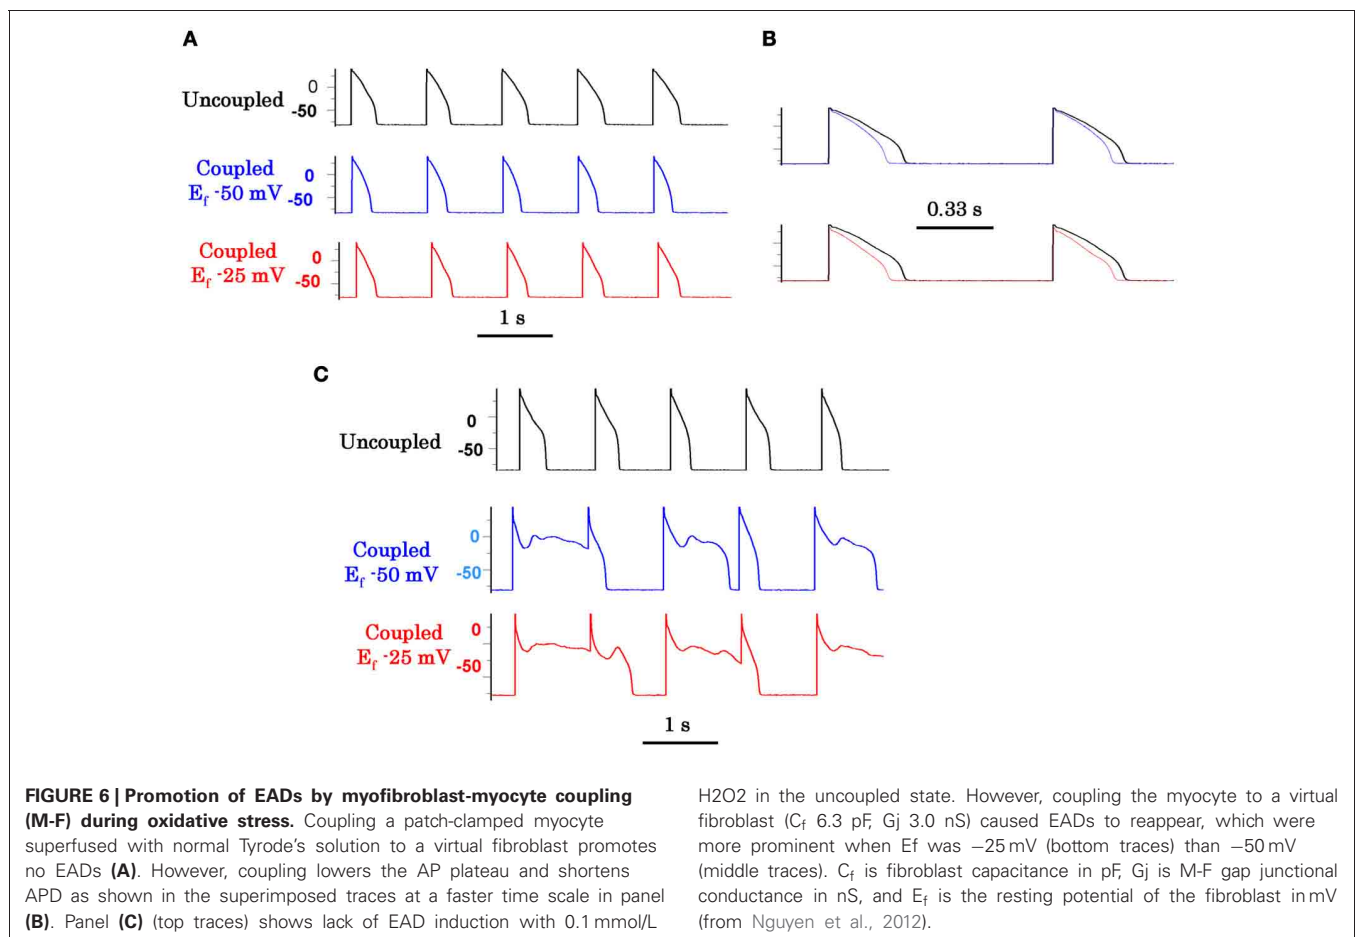 A
Uncoupled
0
-50
Coupled
E_f -50 mV
0
-50
Coupled
E_f -25 mV
0
-50
1 s
B
0.33 s
C
Uncoupled
0
-50
Coupled
E_f -50 mV
0
-50
Coupled
E_f -25 mV
0
-50
1 s
FIGURE 6 | Promotion of EADs by myofibroblast-myocyte coupling
(M-F) during oxidative stress. Coupling a patch-clamped myocyte
superfused with normal Tyrode's solution to a virtual fibroblast promotes
no EADs (A). However, coupling lowers the AP plateau and shortens
APD as shown in the superimposed traces at a faster time scale in panel
(B). Panel (C) (top traces) shows lack of EAD induction with 0.1 mmol/L
H2O2 in the uncoupled state. However, coupling the myocyte to a virtual
fibroblast (C_f 6.3 pF, Gj 3.0 nS) caused EADs to reappear, which were
more prominent when Ef was −25 mV (bottom traces) than −50 mV
(middle traces). C_f is fibroblast capacitance in pF, Gj is M-F gap junctional
conductance in nS, and E_f is the resting potential of the fibroblast in mV
(from Nguyen et al., 2012).